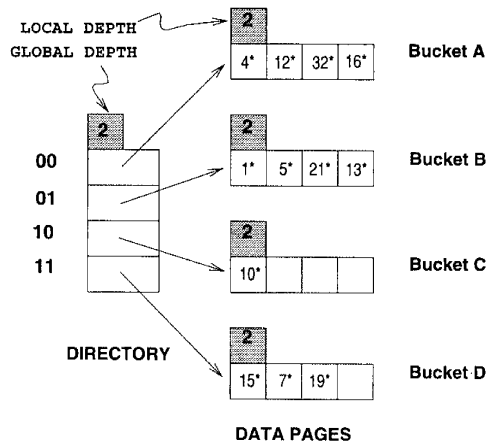 LOCAL DEPTH
GLOBAL DEPTH
2
4* 12* 32* 16*
Bucket A
2
00
01
10
11
2
1* 5* 21* 13*
Bucket B
2
10*
Bucket C
2
15* 7* 19*
Bucket D
DIRECTORY
DATA PAGES